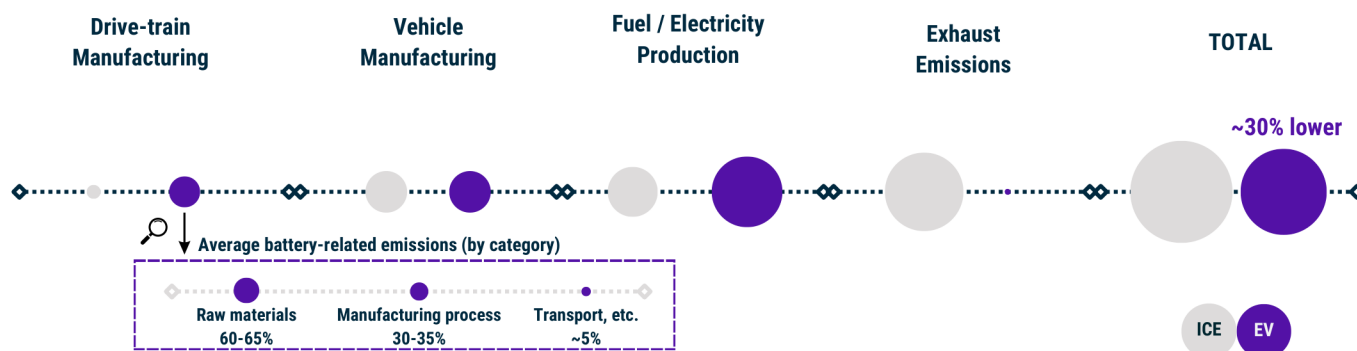 Drive-train
Manufacturing
Vehicle
Manufacturing
Fuel / Electricity
Production
Exhaust
Emissions
TOTAL
~30% lower
Average battery-related emissions (by category)
Raw materials
60-65%
Manufacturing process
30-35%
Transport, etc.
~5%
ICE
EV